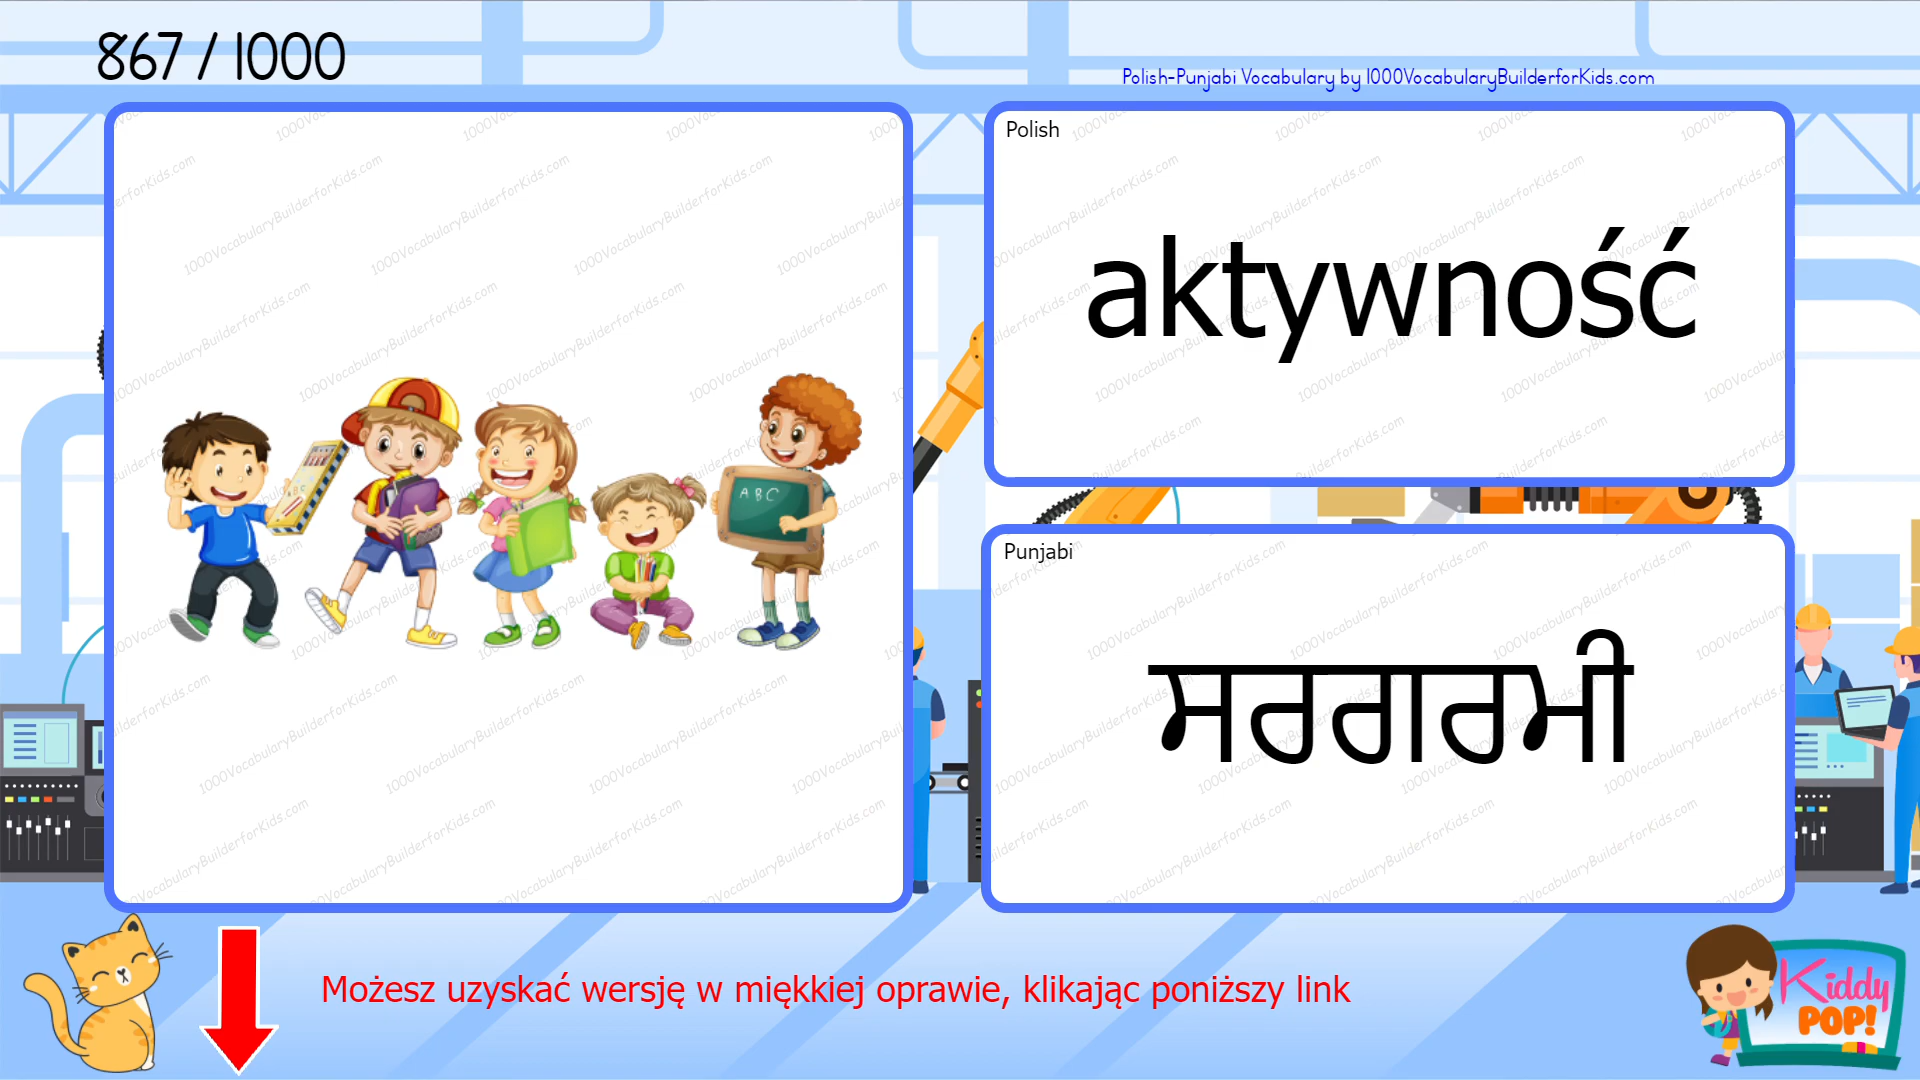 867 / 1000
Polish-Punjabi Vocabulary by 1000VocabularyBuilderforKids.com
Polish
aktywność
A B C
Punjabi
ਸਰਗਰਮੀ
Możesz uzyskać wersję w miękkiej oprawie, klikając poniższy link
Kiddy
POP!